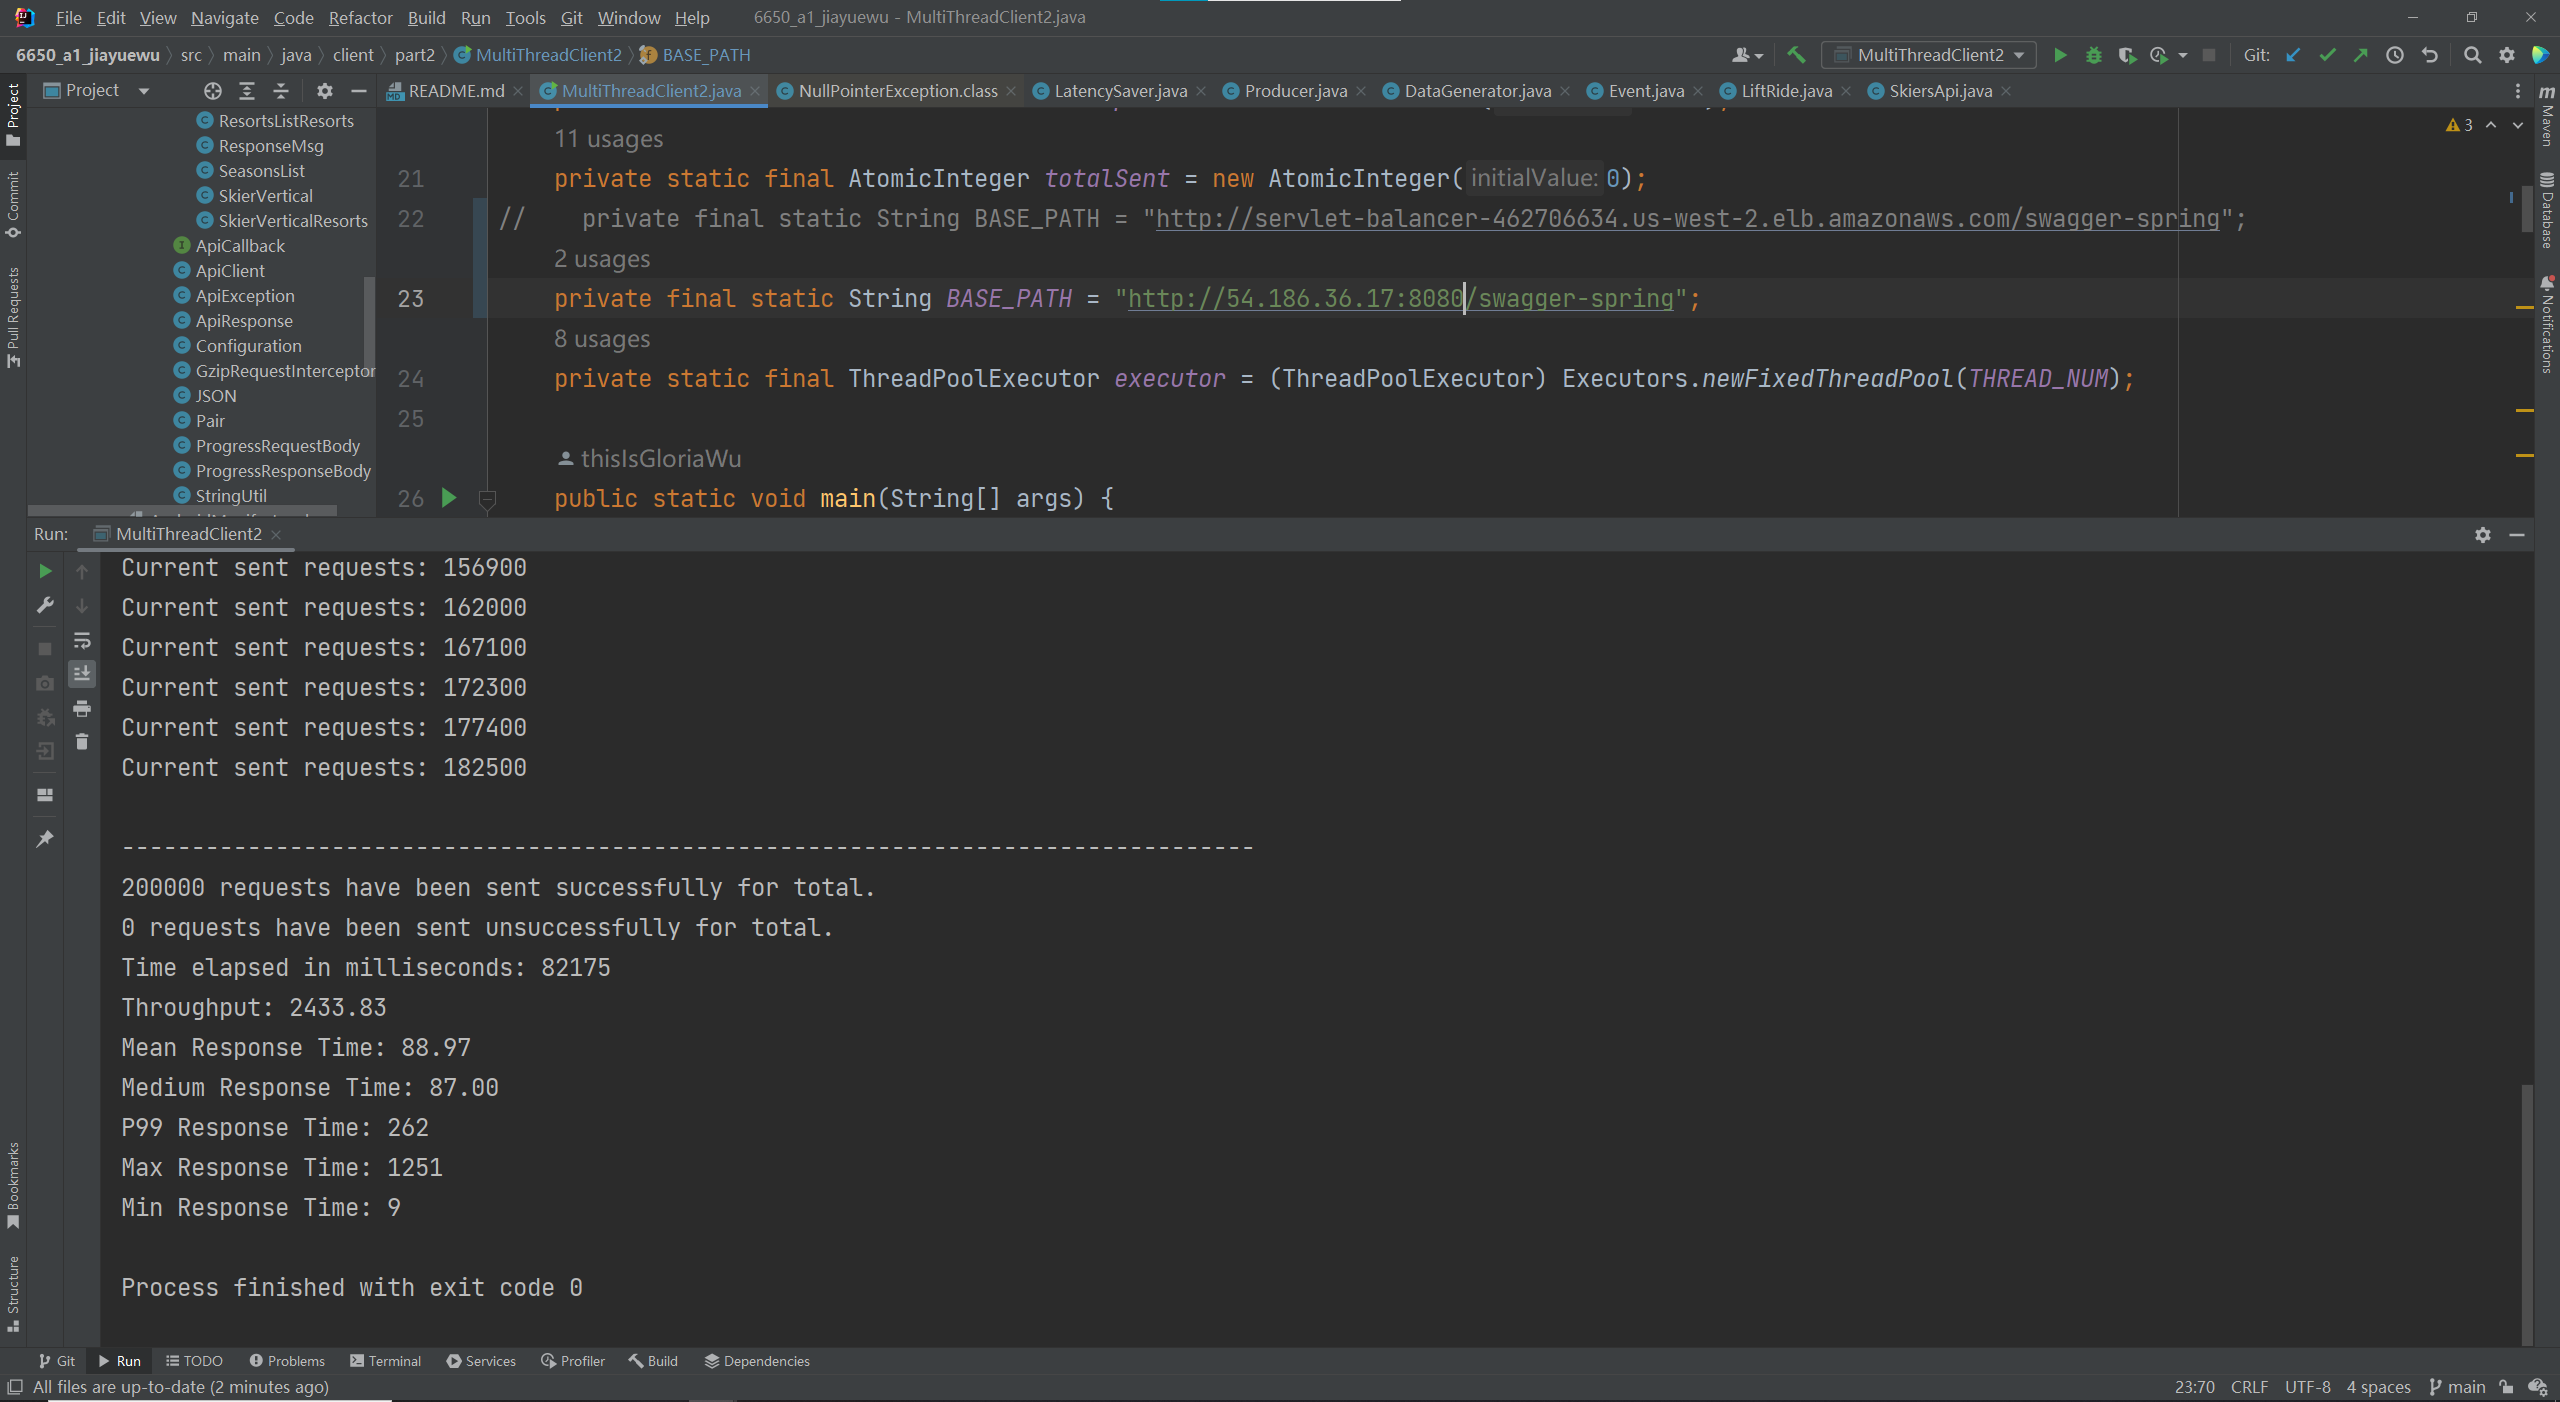 File Edit View Navigate Code Refactor Build Run Tools Git Window Help 6650_a1_jiayuewu - MultiThreadClient2.java
6650_a1_jiayuewu src main java client part2 MultiThreadClient2 BASE_PATH MultiThreadClient2 Git:
Project README.md MultiThreadClient2.java NullPointerException.class LatencySaver.java Producer.java DataGenerator.java Event.java LiftRide.java SkiersApi.java
Project
Commit
Pull Requests
Bookmarks
Structure
Maven
Database
Notifications
ResortsListResorts
ResponseMsg
SeasonsList
SkierVertical
SkierVerticalResorts
ApiCallback
ApiClient
ApiException
ApiResponse
Configuration
GzipRequestInterceptor
JSON
Pair
ProgressRequestBody
ProgressResponseBody
StringUtil
3
11 usages
21 private static final AtomicInteger totalSent = new AtomicInteger( initialValue: 0);
22 // private final static String BASE_PATH = "http://servlet-balancer-462706634.us-west-2.elb.amazonaws.com/swagger-spring";
2 usages
23 private final static String BASE_PATH = "http://54.186.36.17:8080/swagger-spring";
8 usages
24 private static final ThreadPoolExecutor executor = (ThreadPoolExecutor) Executors.newFixedThreadPool(THREAD_NUM);
25
thisIsGloriaWu
26 public static void main(String[] args) {
Run: MultiThreadClient2
Current sent requests: 156900
Current sent requests: 162000
Current sent requests: 167100
Current sent requests: 172300
Current sent requests: 177400
Current sent requests: 182500
---------------------------------------------------------------------------------
200000 requests have been sent successfully for total.
0 requests have been sent unsuccessfully for total.
Time elapsed in milliseconds: 82175
Throughput: 2433.83
Mean Response Time: 88.97
Medium Response Time: 87.00
P99 Response Time: 262
Max Response Time: 1251
Min Response Time: 9
Process finished with exit code 0
Git Run TODO Problems Terminal Services Profiler Build Dependencies
All files are up-to-date (2 minutes ago) 23:70 CRLF UTF-8 4 spaces main